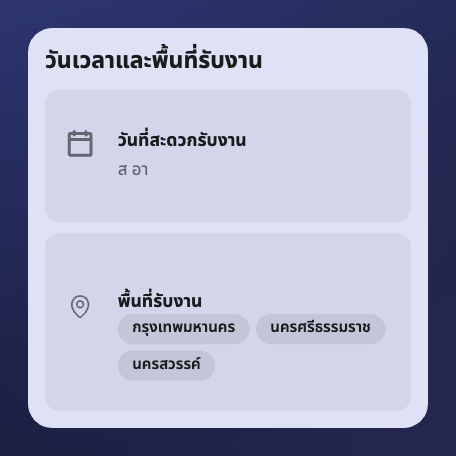 วันเวลาและพื้นที่รับงาน
วันที่สะดวกรับงาน
ส อา
พื้นที่รับงาน
กรุงเทพมหานคร นครศรีธรรมราช
นครสวรรค์